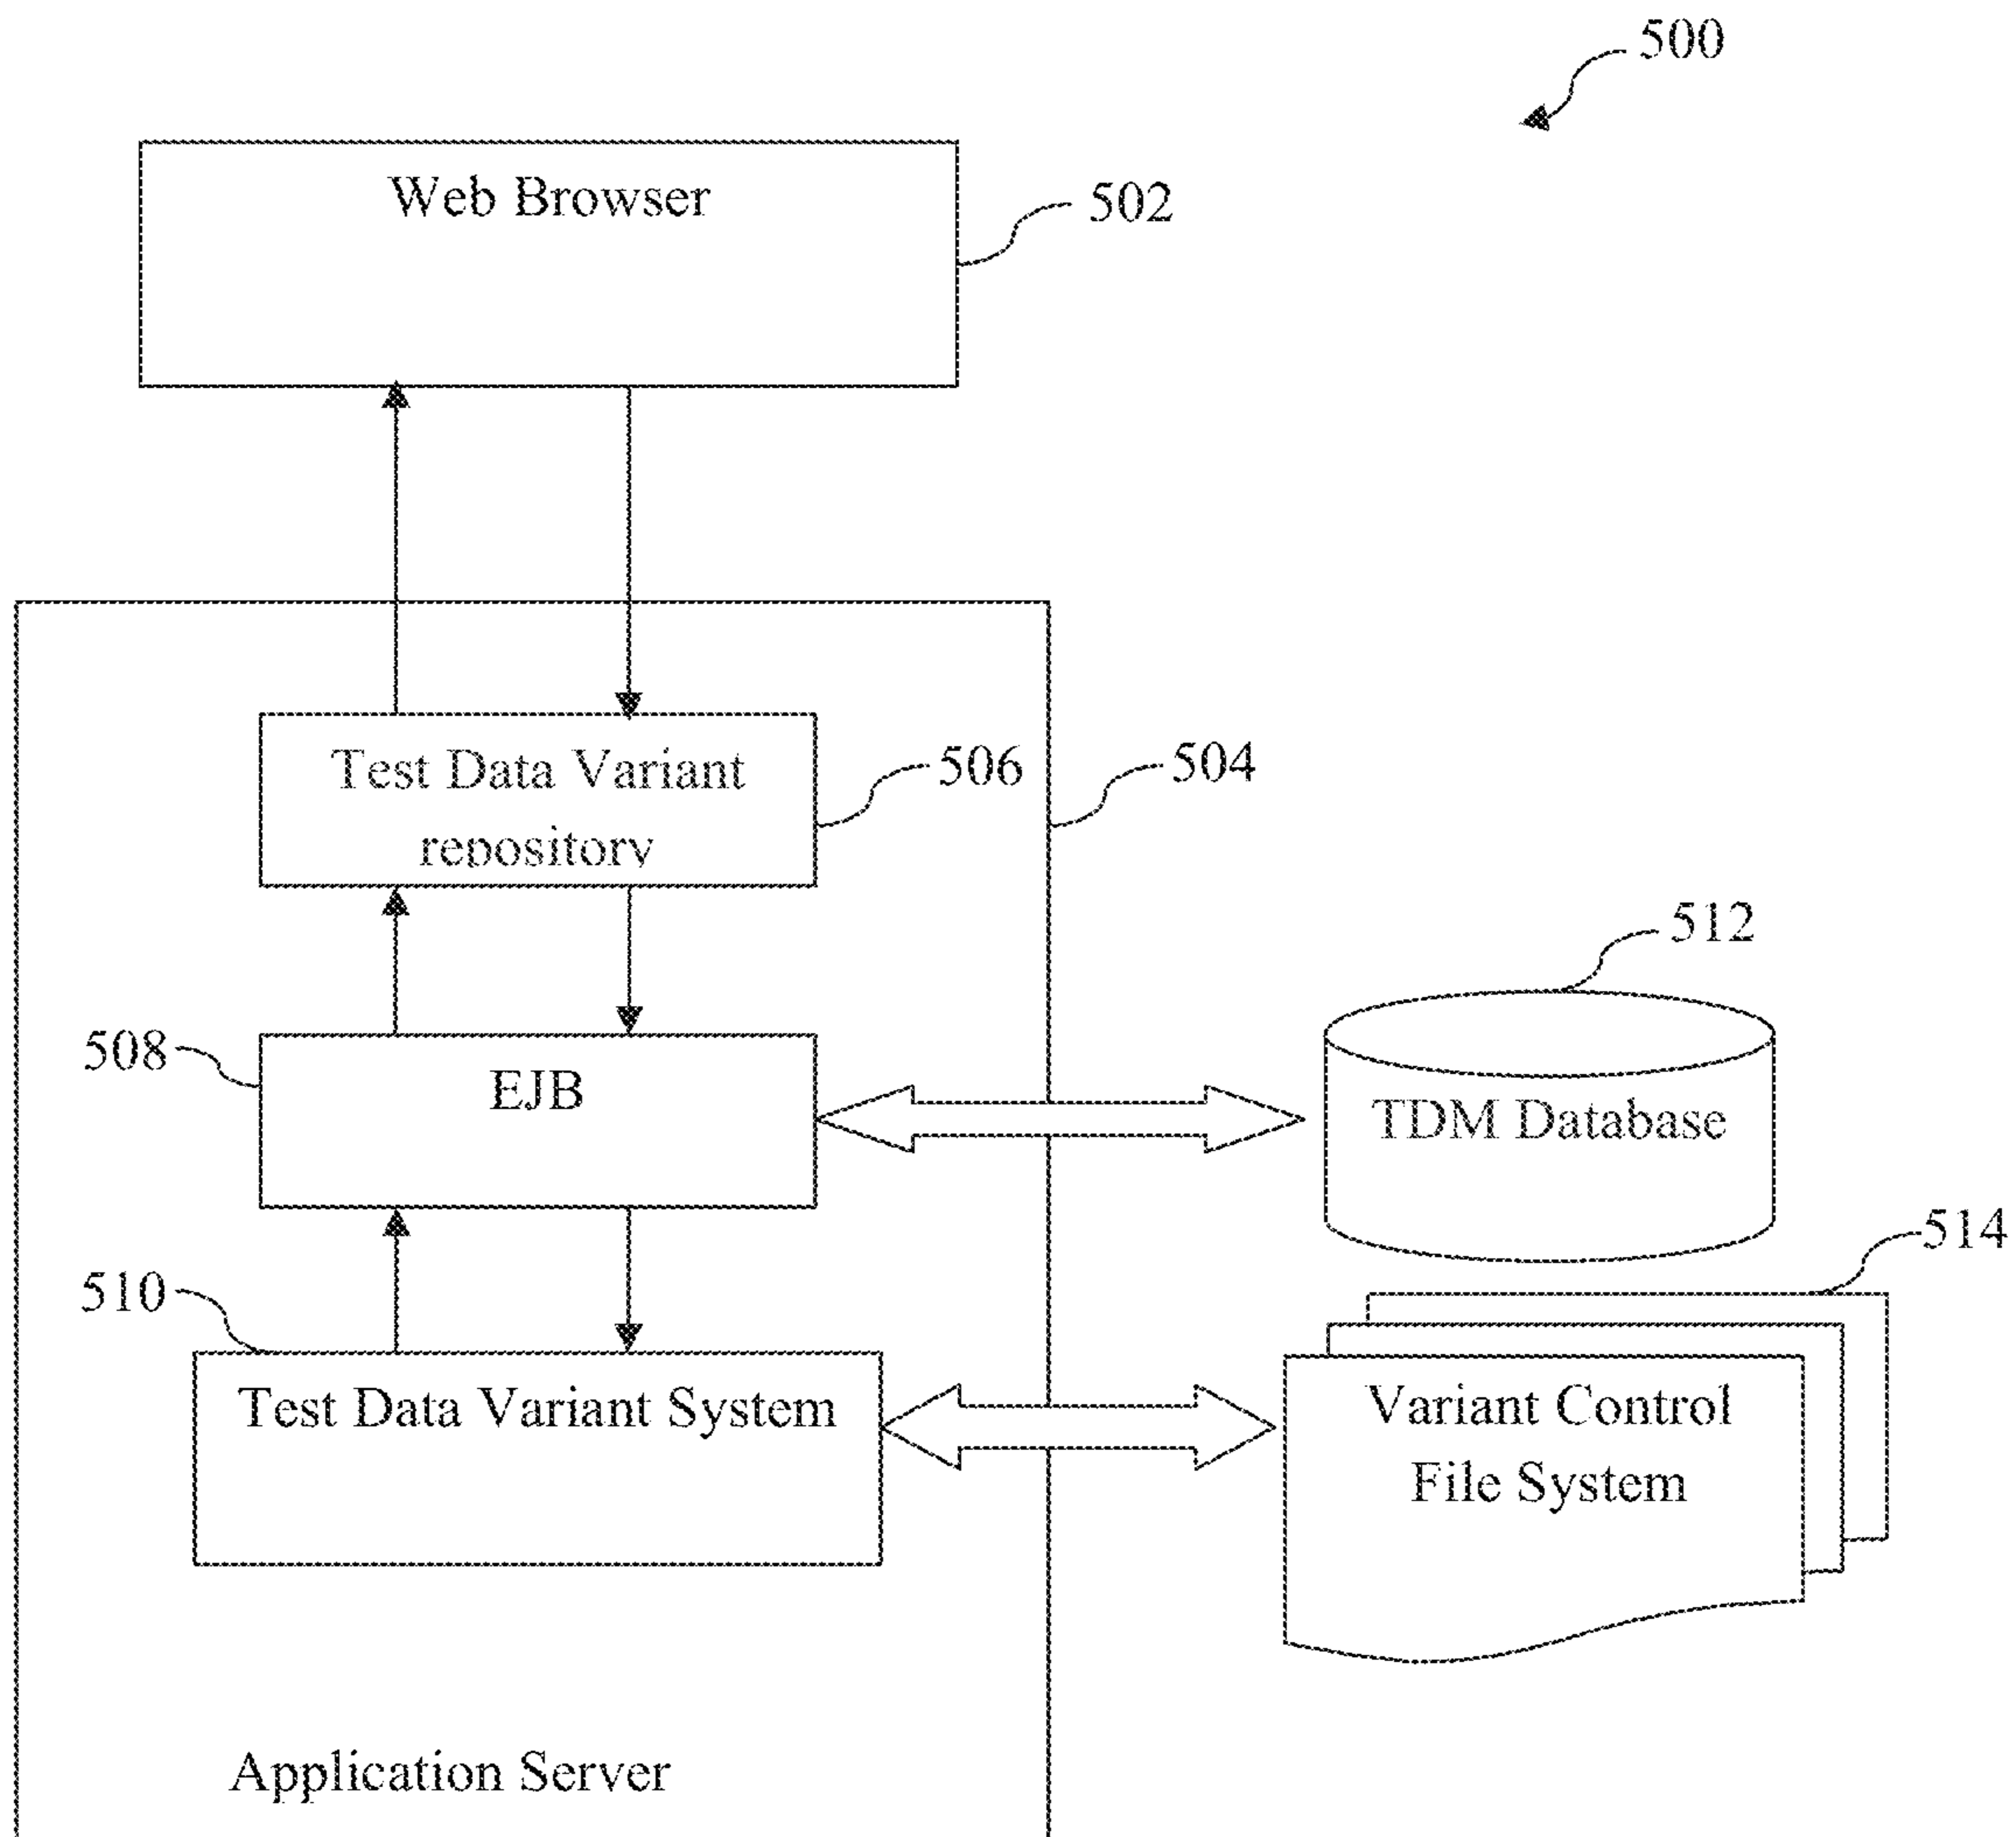 500
Web Browser
502
Test Data Variant
repository
506
504
512
508
EJB
TDM Database
514
510
Test Data Variant System
Variant Control
File System
Application Server